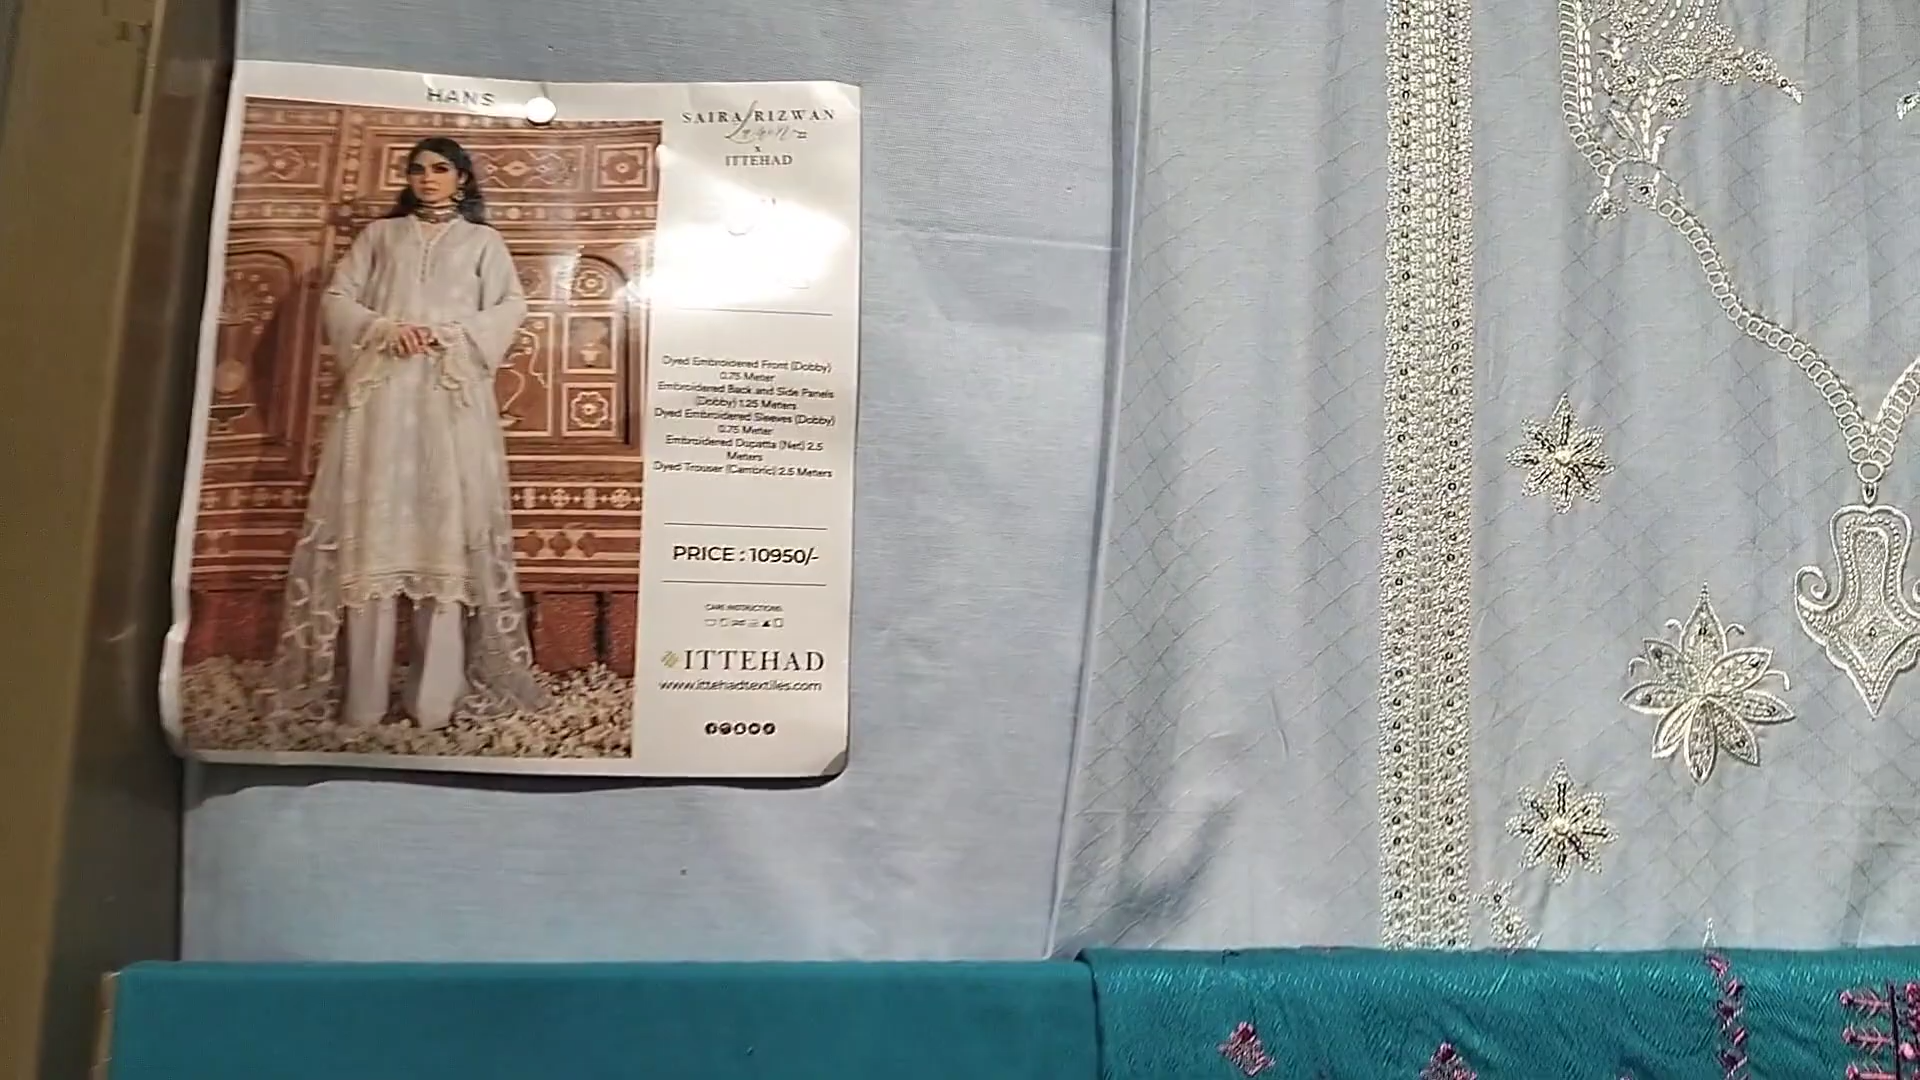 HANS
SAIRA RIZWAN
x
ITTEHAD
Dyed Embroidered Front (Dobby)
0.75 Meter
Embroidered Back and Side Panels
(Dobby) 1.25 Meters
Dyed Embroidered Sleeves (Dobby)
0.75 Meter
Embroidered Dupatta (Net) 2.5
Meters
Dyed Trouser (Cambric) 2.5 Meters
PRICE : 10950/-
CARE INSTRUCTIONS
ITTEHAD
www.ittehadtextiles.com